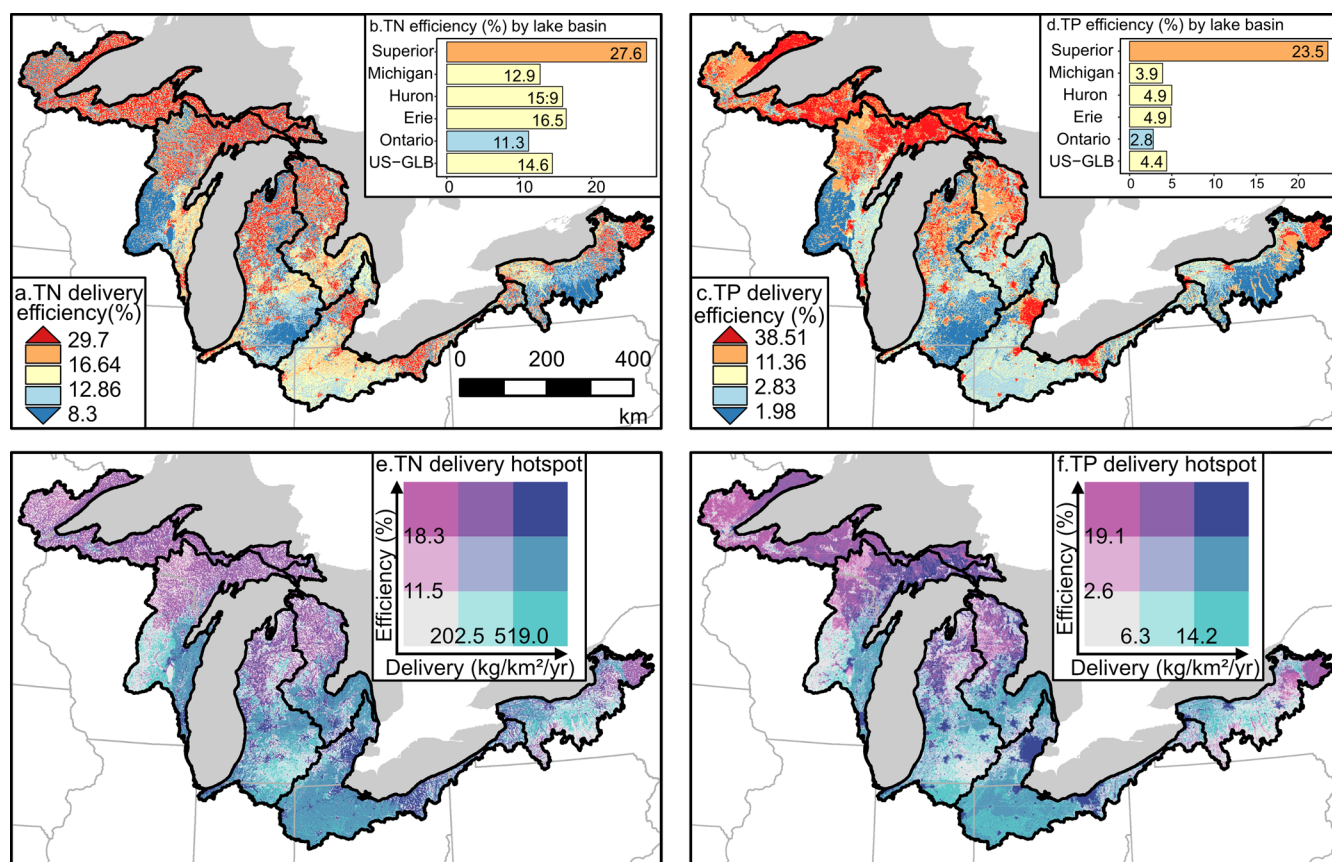 b.TN efficiency (%) by lake basin
Superior 27.6
Michigan 12.9
Huron 15:9
Erie 16.5
Ontario 11.3
US−GLB 14.6
0 10 20
a.TN delivery
efficiency(%)
29.7
16.64
12.86
8.3
0 200 400
km
d.TP efficiency (%) by lake basin
Superior 23.5
Michigan 3.9
Huron 4.9
Erie 4.9
Ontario 2.8
US−GLB 4.4
0 5 10 15 20
c.TP delivery
efficiency (%)
38.51
11.36
2.83
1.98
e.TN delivery hotspot
Efficiency (%)
18.3
11.5
202.5 519.0
Delivery (kg/km²/yr)
f.TP delivery hotspot
Efficiency (%)
19.1
2.6
6.3 14.2
Delivery (kg/km²/yr)